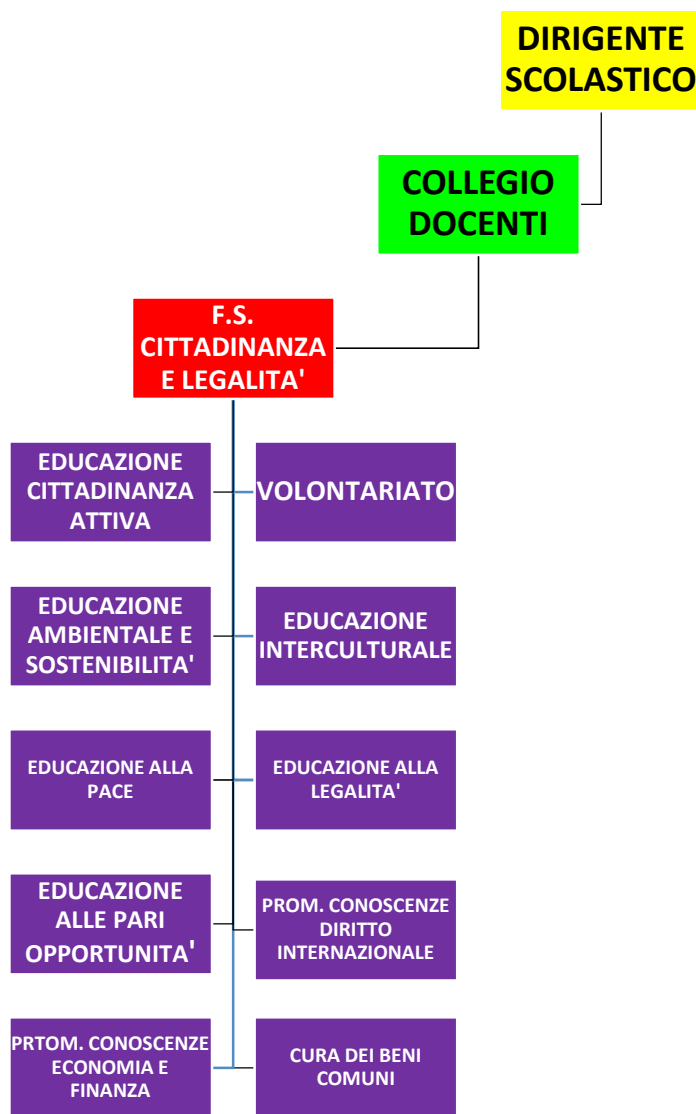 DIRIGENTE
SCOLASTICO
COLLEGIO
DOCENTI
F.S.
CITTADINANZA
E LEGALITA'
EDUCAZIONE
CITTADINANZA
ATTIVA
VOLONTARIATO
EDUCAZIONE
AMBIENTALE E
SOSTENIBILITA'
EDUCAZIONE
INTERCULTURALE
EDUCAZIONE ALLA
PACE
EDUCAZIONE ALLA
LEGALITA'
EDUCAZIONE
ALLE PARI
OPPORTUNITA'
PROM. CONOSCENZE
DIRITTO
INTERNAZIONALE
PRTOM. CONOSCENZE
ECONOMIA E
FINANZA
CURA DEI BENI
COMUNI